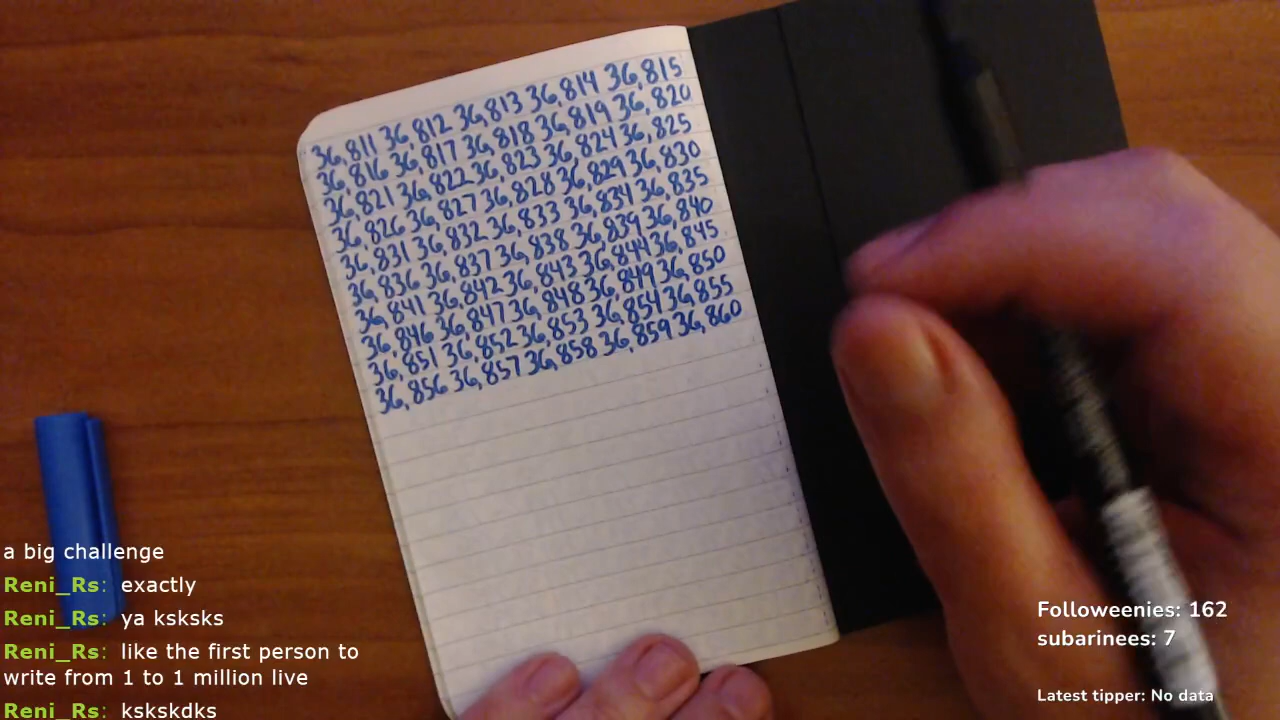 36,811 36,812 36,813 36,814 36,815
36,816 36,817 36,818 36,819 36,820
36,821 36,822 36,823 36,824 36,825
36,826 36,827 36,828 36,829 36,830
36,831 36,832 36,833 36,834 36,835
36,836 36,837 36,838 36,839 36,840
36,841 36,842 36,843 36,844 36,845
36,846 36,847 36,848 36,849 36,850
36,851 36,852 36,853 36,854 36,855
36,856 36,857 36,858 36,859 36,860
a big challenge
Reni_Rs: exactly
Reni_Rs: ya ksksks
Reni_Rs: like the first person to
write from 1 to 1 million live
Reni_Rs: kskskdks
Followeenies: 162
subarinees: 7
Latest tipper: No data